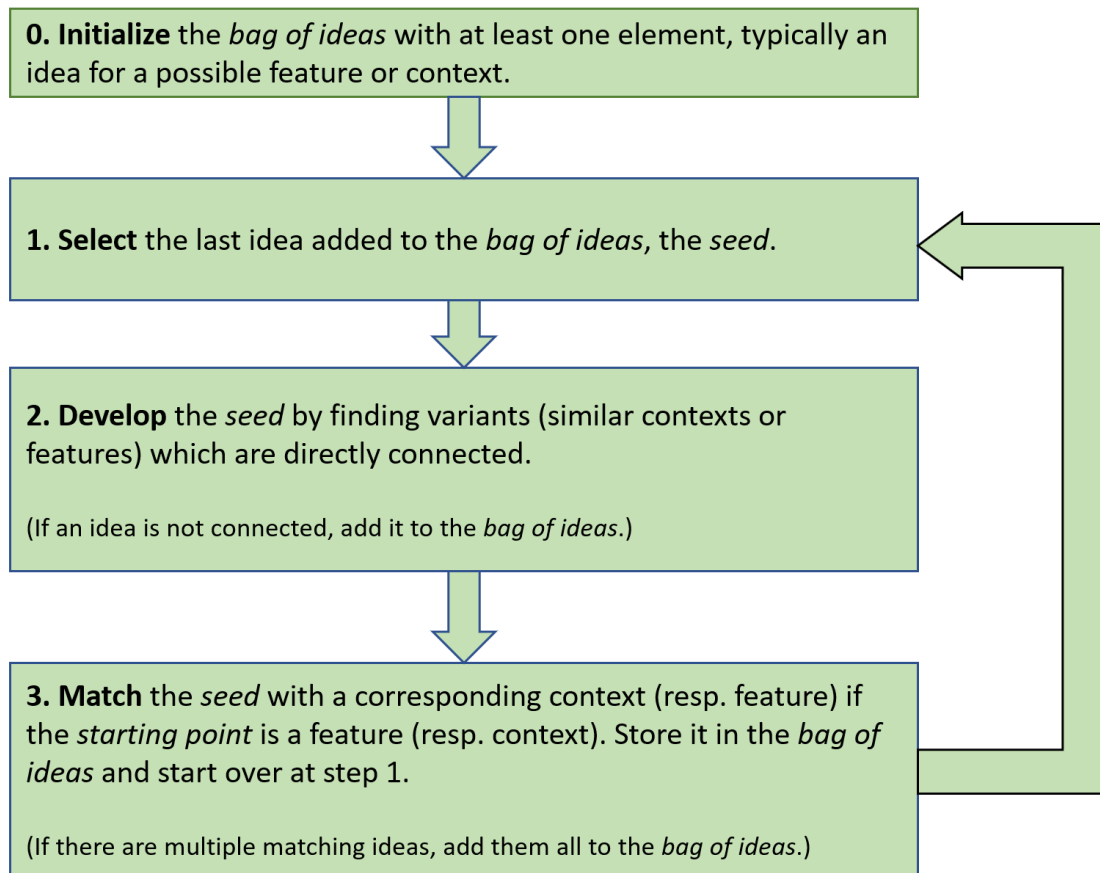 0. Initialize the bag of ideas with at least one element, typically an
idea for a possible feature or context.
1. Select the last idea added to the bag of ideas, the seed.
2. Develop the seed by finding variants (similar contexts or
features) which are directly connected.
(If an idea is not connected, add it to the bag of ideas.)
3. Match the seed with a corresponding context (resp. feature) if
the starting point is a feature (resp. context). Store it in the bag of
ideas and start over at step 1.
(If there are multiple matching ideas, add them all to the bag of ideas.)